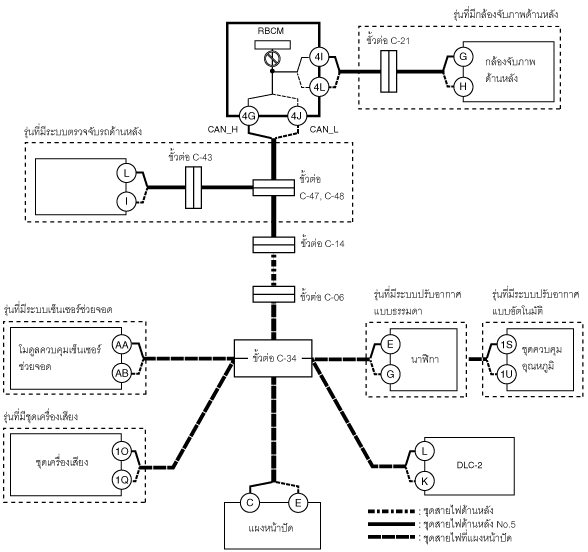 รุ่นที่มีกล้องจับภาพด้านหลัง
RBCM
ขั้วต่อ C-21
4I
4L
G
H
กล้องจับภาพ
ด้านหลัง
4G
4J
CAN_H
CAN_L
รุ่นที่มีระบบตรวจจับรถด้านหลัง
ขั้วต่อ C-43
L
I
ขั้วต่อ
C-47, C-48
ขั้วต่อ C-14
ขั้วต่อ C-06
รุ่นที่มีระบบเซ็นเซอร์ช่วยจอด
โมดูลควบคุมเซ็นเซอร์
ช่วยจอด
AA
AB
ขั้วต่อ C-34
รุ่นที่มีระบบปรับอากาศ
แบบธรรมดา
E
G
นาฬิกา
รุ่นที่มีระบบปรับอากาศ
แบบอัตโนมัติ
1S
1U
ชุดควบคุม
อุณหภูมิ
รุ่นที่มีชุดเครื่องเสียง
ชุดเครื่องเสียง
1O
1Q
L
K
DLC-2
C
E
แผงหน้าปัด
: ชุดสายไฟด้านหลัง
: ชุดสายไฟด้านหลัง No.5
: ชุดสายไฟที่แผงหน้าปัด